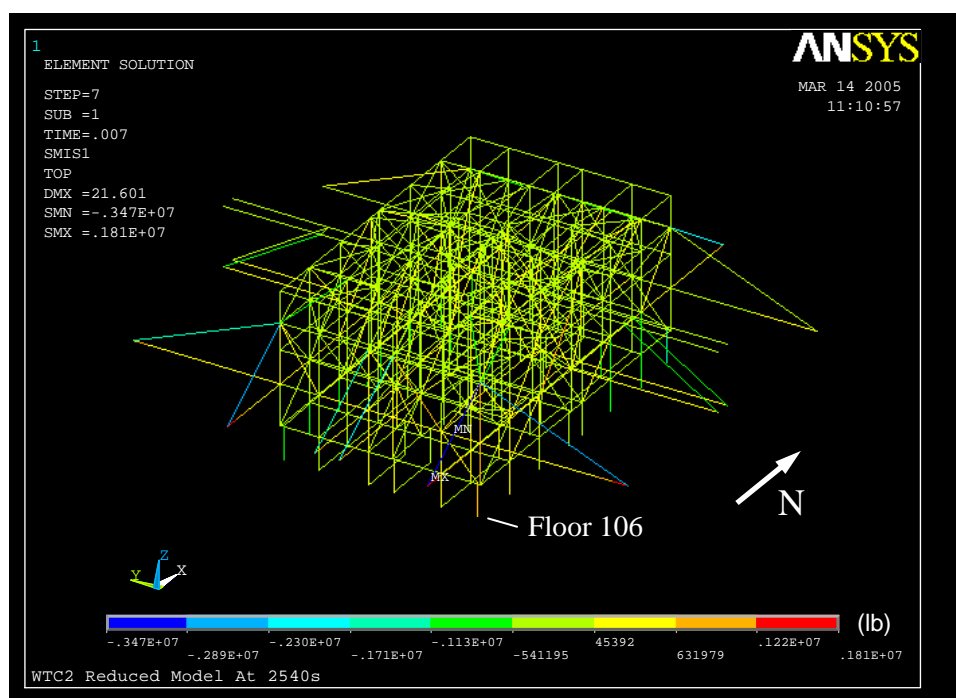 1
ANSYS
ELEMENT SOLUTION
MAR 14 2005
11:10:57
STEP=7
SUB =1
TIME=.007
SMIS1
TOP
DMX =21.601
SMN =-.347E+07
SMX =.181E+07
MN
MX
N
Floor 106
Z
Y
X
(lb)
-.347E+07 -.230E+07 -.113E+07 45392 .122E+07
-.289E+07 -.171E+07 -541195 631979 .181E+07
WTC2 Reduced Model At 2540s